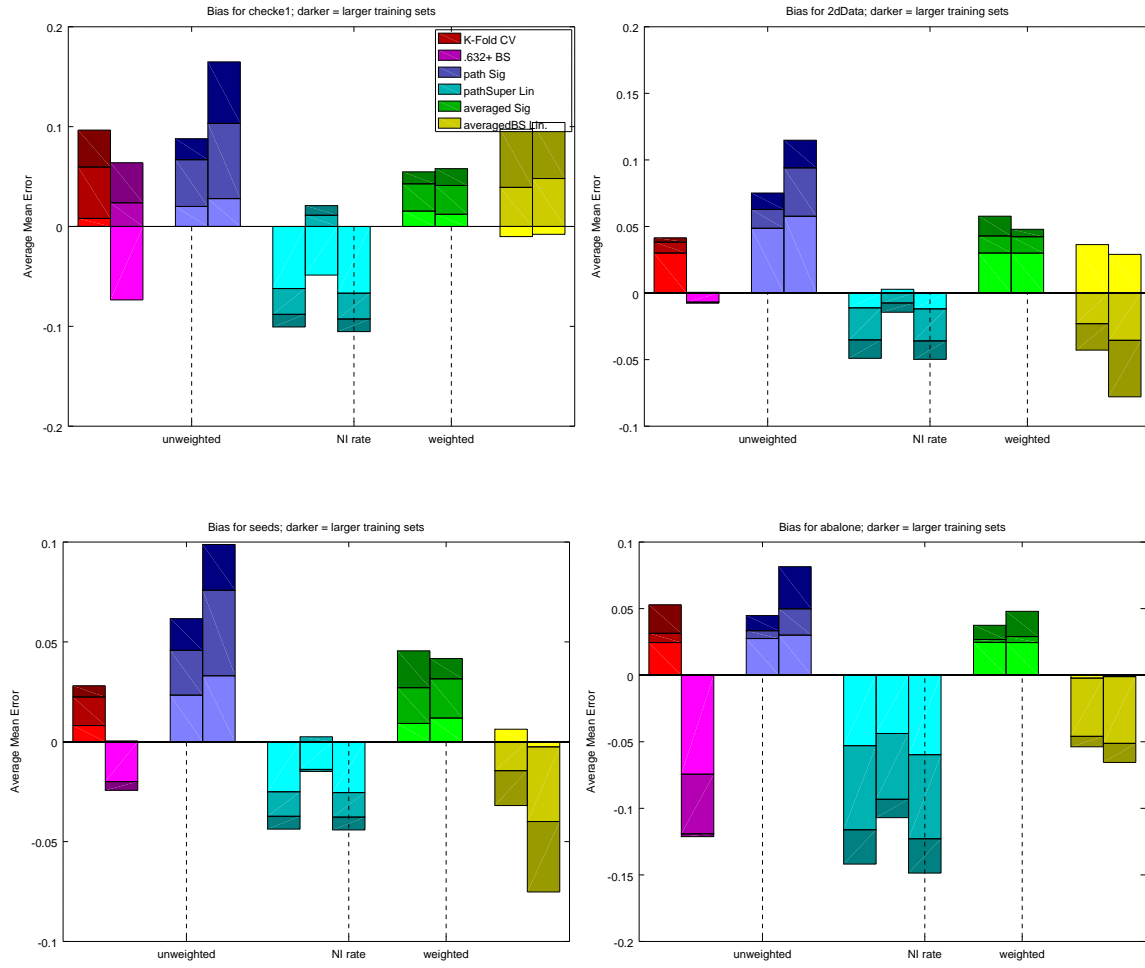 Bias for checke1; darker = larger training sets
Average Mean Error
0.2
0.1
0
-0.1
-0.2
K-Fold CV
.632+ BS
path Sig
pathSuper Lin
averaged Sig
averagedBS Lin.
unweighted NI rate weighted
Bias for 2dData; darker = larger training sets
Average Mean Error
0.2
0.15
0.1
0.05
0
-0.05
-0.1
unweighted NI rate weighted
Bias for seeds; darker = larger training sets
Average Mean Error
0.1
0.05
0
-0.05
-0.1
unweighted NI rate weighted
Bias for abalone; darker = larger training sets
Average Mean Error
0.1
0.05
0
-0.05
-0.1
-0.15
-0.2
unweighted NI rate weighted